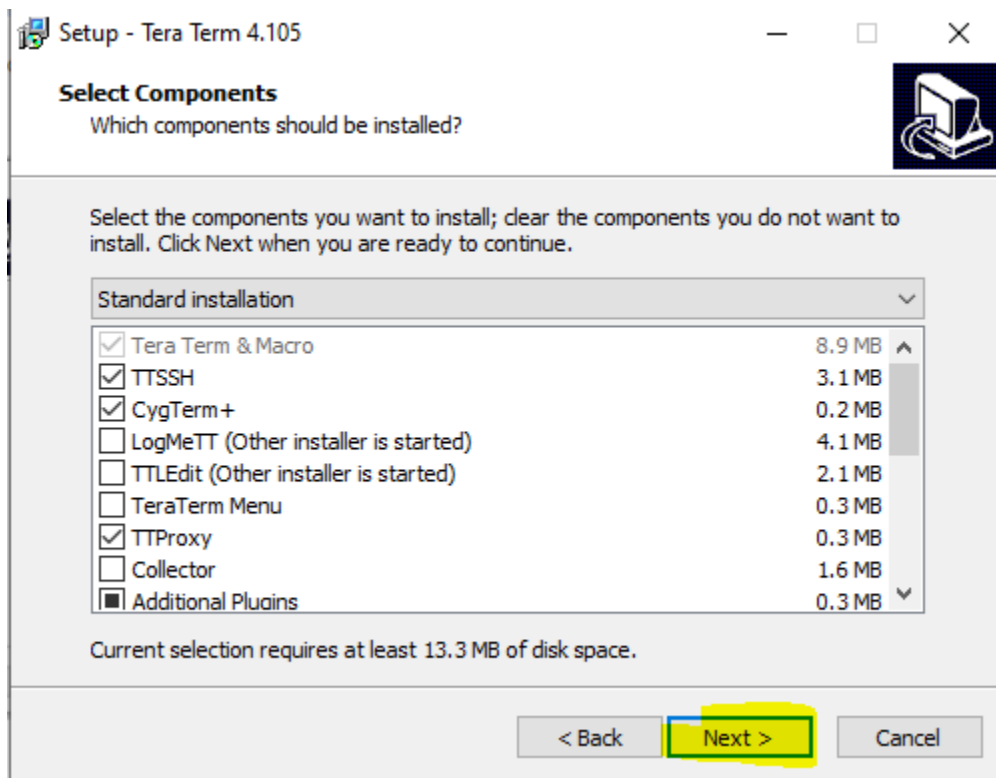 Setup - Tera Term 4.105
Select Components
Which components should be installed?
Select the components you want to install; clear the components you do not want to
install. Click Next when you are ready to continue.
Standard installation
Tera Term & Macro 8.9 MB
TTSSH 3.1 MB
CygTerm+ 0.2 MB
LogMeTT (Other installer is started) 4.1 MB
TTLEdit (Other installer is started) 2.1 MB
TeraTerm Menu 0.3 MB
TTProxy 0.3 MB
Collector 1.6 MB
Additional Plugins 0.3 MB
Current selection requires at least 13.3 MB of disk space.
< Back Next > Cancel